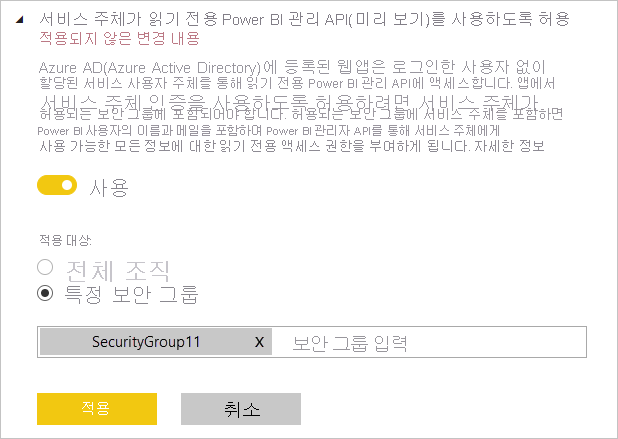 서비스 주체가 읽기 전용 Power BI 관리 API(미리 보기)를 사용하도록 허용
적용되지 않은 변경 내용
Azure AD(Azure Active Directory)에 등록된 웹앱은 로그인한 사용자 없이
할당된 서비스 사용자 주체를 통해 읽기 전용 Power BI 관리 API에 액세스합니다. 앱에서
서비스 주체 인증을 사용하도록 허용하려면 서비스 주체가
허용되는 보안 그룹에 포함되어야 합니다. 허용되는 보안 그룹에 서비스 주체를 포함하면
Power BI 사용자의 이름과 메일을 포함하여 Power BI 관리자 API를 통해 서비스 주체에게
사용 가능한 모든 정보에 대한 읽기 전용 액세스 권한을 부여하게 됩니다. 자세한 정보
사용
적용 대상:
전체 조직
특정 보안 그룹
SecurityGroup11 x 보안 그룹 입력
적용 취소